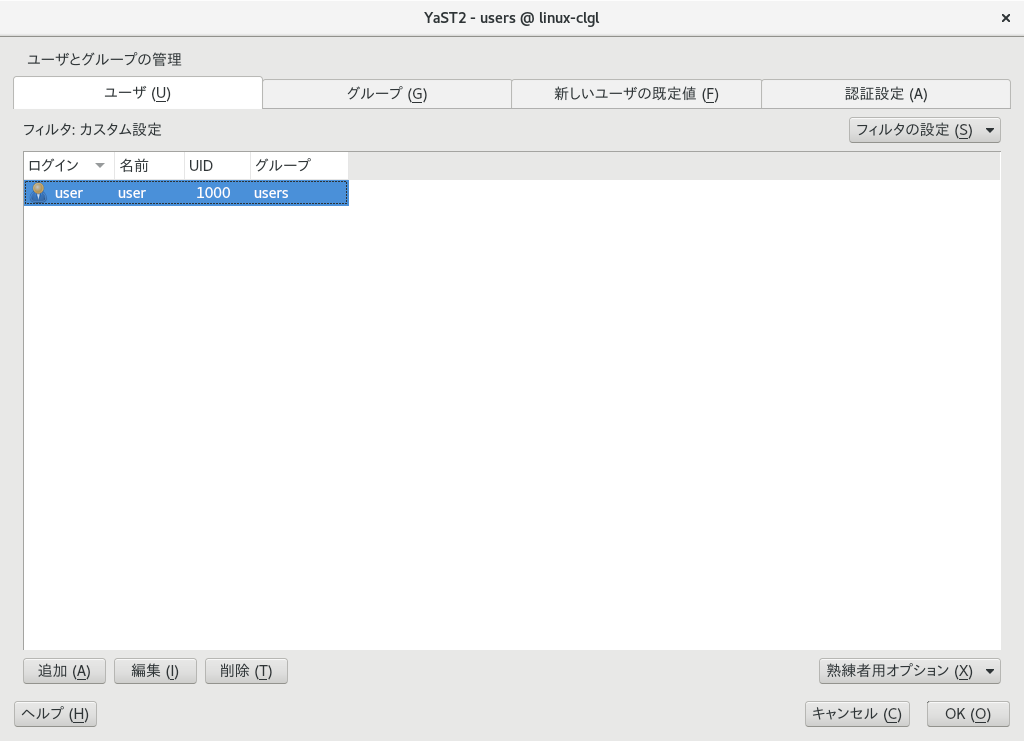 YaST2 - users @ linux-clgl
ユーザとグループの管理
ユーザ (U) グループ (G) 新しいユーザの既定値 (F) 認証設定 (A)
フィルタ: カスタム設定 フィルタの設定 (S)
ログイン 名前 UID グループ
user user 1000 users
追加 (A) 編集 (I) 削除 (T) 熟練者用オプション (X)
ヘルプ (H) キャンセル (C) OK (O)